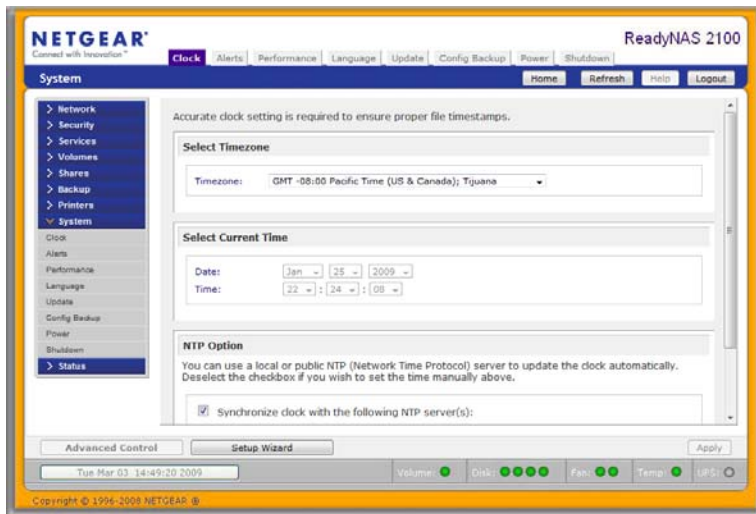 NETGEAR®
Connect with Innovation™
ReadyNAS 2100
Clock Alerts Performance Language Update Config Backup Power Shutdown
System
Home Refresh Help Logout
Network
Security
Services
Volumes
Shares
Backup
Printers
System
Clock
Alerts
Performance
Language
Update
Config Backup
Power
Shutdown
Status
Accurate clock setting is required to ensure proper file timestamps.
Select Timezone
Timezone: GMT -08:00 Pacific Time (US & Canada); Tijuana
Select Current Time
Date: Jan 25 2009
Time: 22 : 24 : 08
NTP Option
You can use a local or public NTP (Network Time Protocol) server to update the clock automatically.
Deselect the checkbox if you wish to set the time manually above.
Synchronize clock with the following NTP server(s):
Advanced Control Setup Wizard Apply
Tue Mar 03 14:49:20 2009 Volume: Disk: Fan: Temp: UPS:
Copyright © 1996-2008 NETGEAR ®